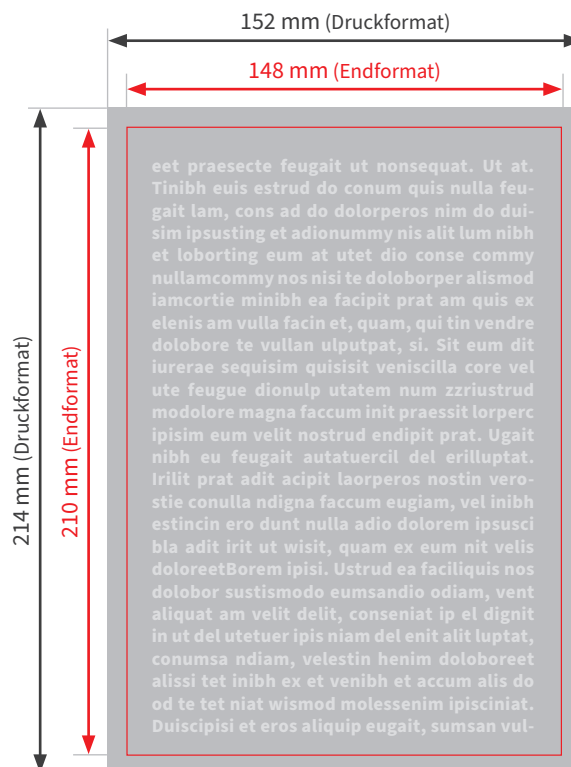 152 mm (Druckformat)
148 mm (Endformat)
214 mm (Druckformat)
210 mm (Endformat)
eet praesecte feugait ut nonsequat. Ut at.
Tinibh euis estrud do conum quis nulla feu-
gait lam, cons ad do dolorperos nim do dui-
sim ipsusting et adionummy nis alit lum nibh
et loborting eum at utet dio conse commy
nullamcommy nos nisi te doloborper alismod
iamcortie minibh ea facipit prat am quis ex
elenis am vulla facin et, quam, qui tin vendre
dolobore te vullan ulputpat, si. Sit eum dit
iurerae sequisim quisisit veniscilla core vel
ute feugue dionulp utatem num zzriustrud
modolore magna faccum init praessit lorperc
ipisim eum velit nostrud endipit prat. Ugait
nibh eu feugait autatuercil del erilluptat.
Irilit prat adit acipit laorperos nostin vero-
stie conulla ndigna faccum eugiam, vel inibh
estincin ero dunt nulla adio dolorem ipsusci
bla adit irit ut wisit, quam ex eum nit velis
doloreetBorem ipisi. Ustrud ea faciliquis nos
dolobor sustismodo eumsandio odiam, vent
aliquat am velit delit, conseniat ip el dignit
in ut del utetuer ipis niam del enit alit luptat,
conumsa ndiam, velestin henim doloboreet
alissi tet inibh ex et venibh et accum alis do
od te tet niat wismod molessenim ipisciniat.
Duiscipisi et eros aliquip eugait, sumsan vul-